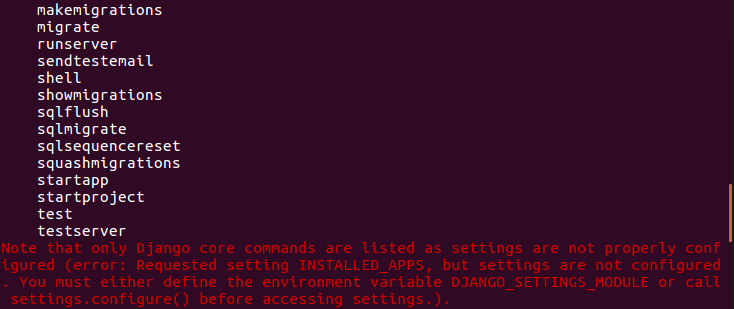 makemigrations
migrate
runserver
sendtestemail
shell
showmigrations
sqlflush
sqlmigrate
sqlsequencereset
squashmigrations
startapp
startproject
test
testserver
Note that only Django core commands are listed as settings are not properly conf
igured (error: Requested setting INSTALLED_APPS, but settings are not configured
. You must either define the environment variable DJANGO_SETTINGS_MODULE or call
 settings.configure() before accessing settings.).